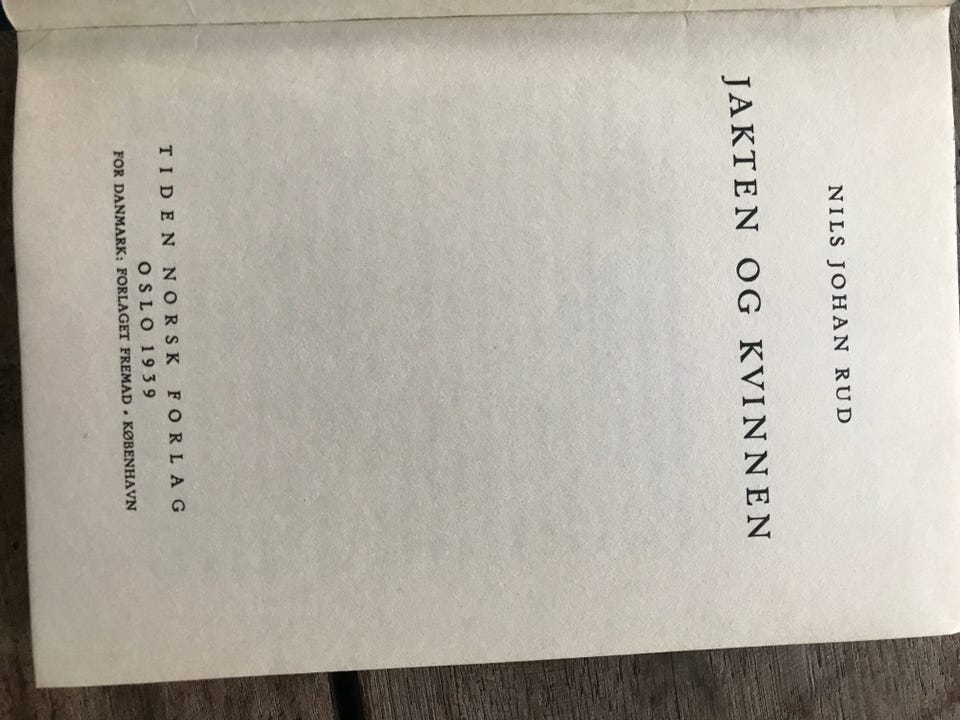 NILS JOHAN RUD
JAKTEN OG KVINNEN
TIDEN NORSK FORLAG
OSLO 1939
FOR DANMARK: FORLAGET FREMAD • KØBENHAVN